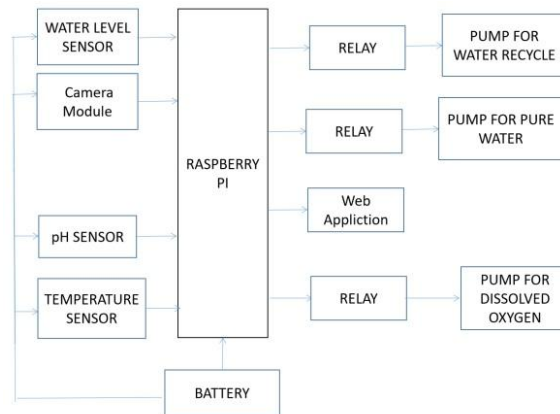 WATER LEVEL
SENSOR
Camera
Module
pH SENSOR
TEMPERATURE
SENSOR
RASPBERRY
PI
BATTERY
RELAY
PUMP FOR
WATER RECYCLE
RELAY
PUMP FOR PURE
WATER
Web
Appliction
RELAY
PUMP FOR
DISSOLVED
OXYGEN